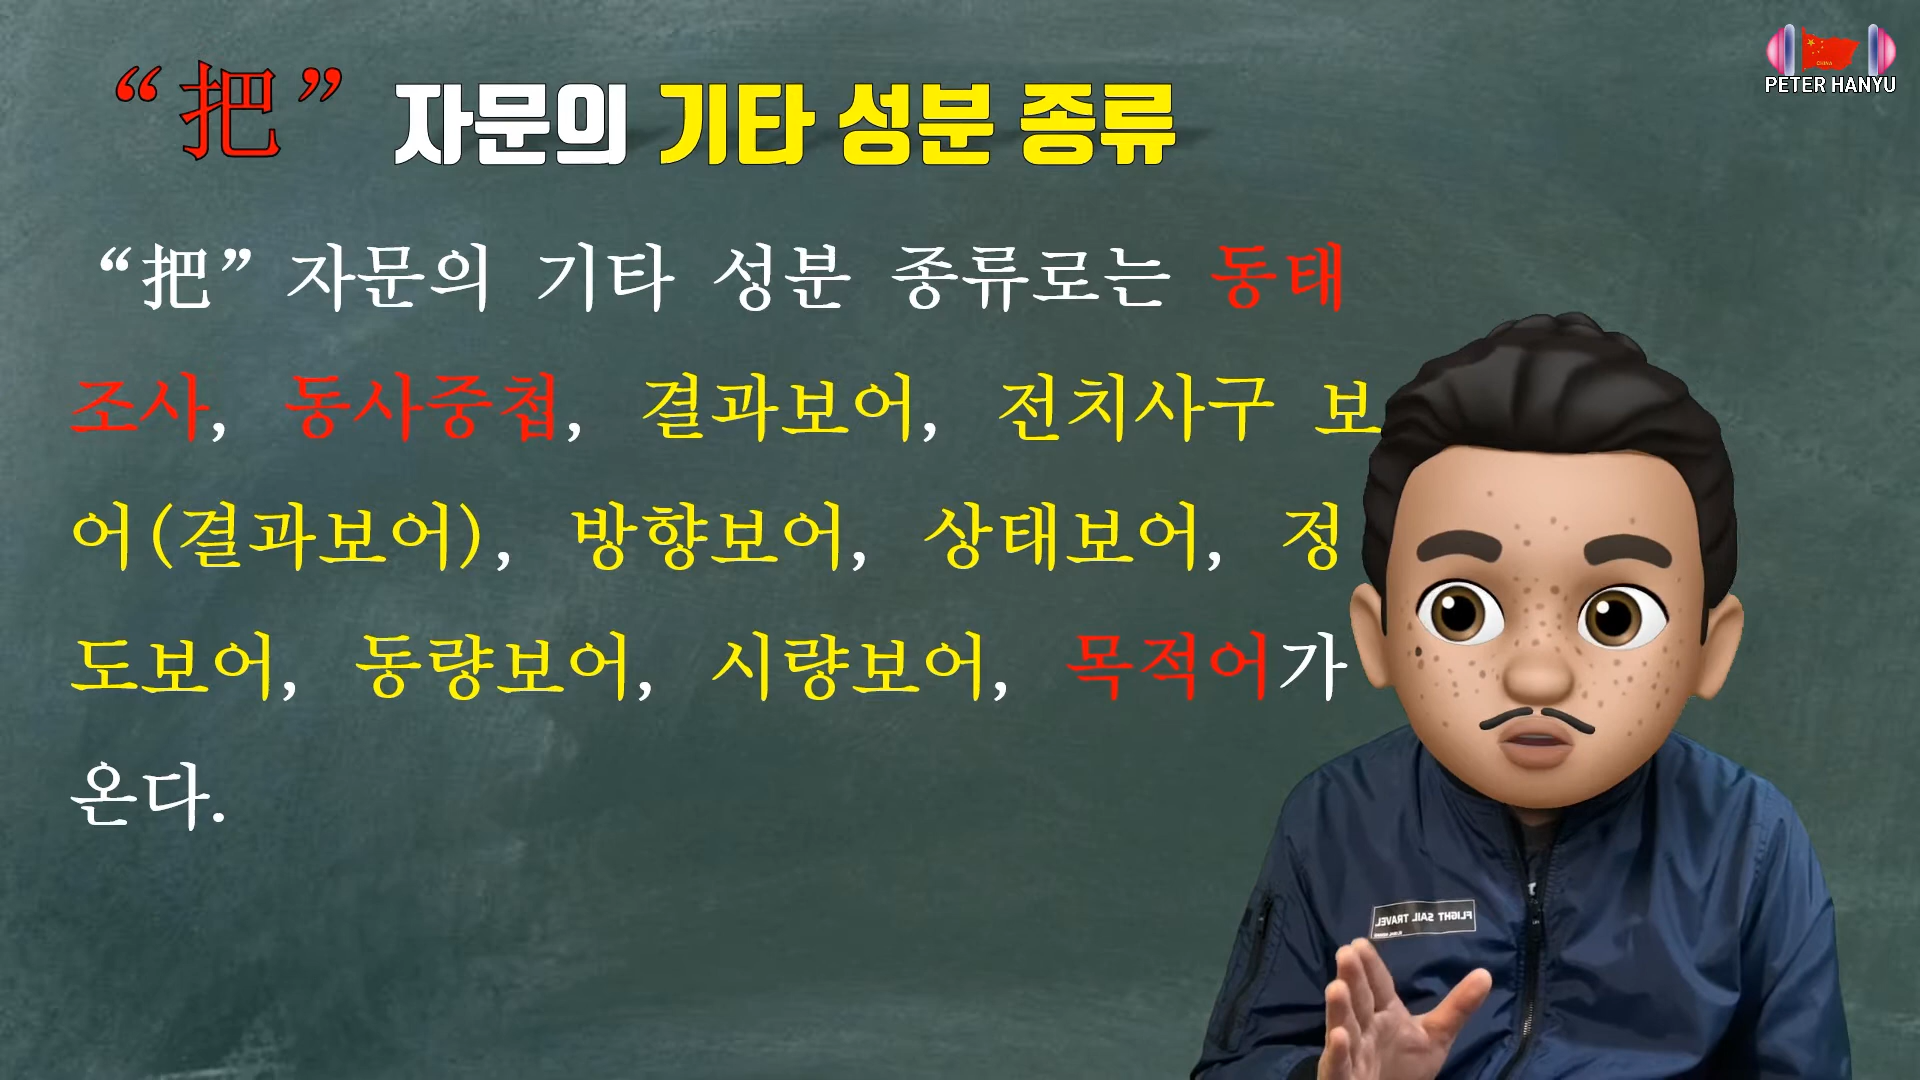 “把” 자문의 기타 성분 종류
“把”자문의 기타 성분 종류로는 동태
조사, 동사중첩, 결과보어, 전치사구 보
어(결과보어), 방향보어, 상태보어, 정
도보어, 동량보어, 시량보어, 목적어가
온다.
CHINA
PETER HANYU
FLIGHT SAIL TRAVEL